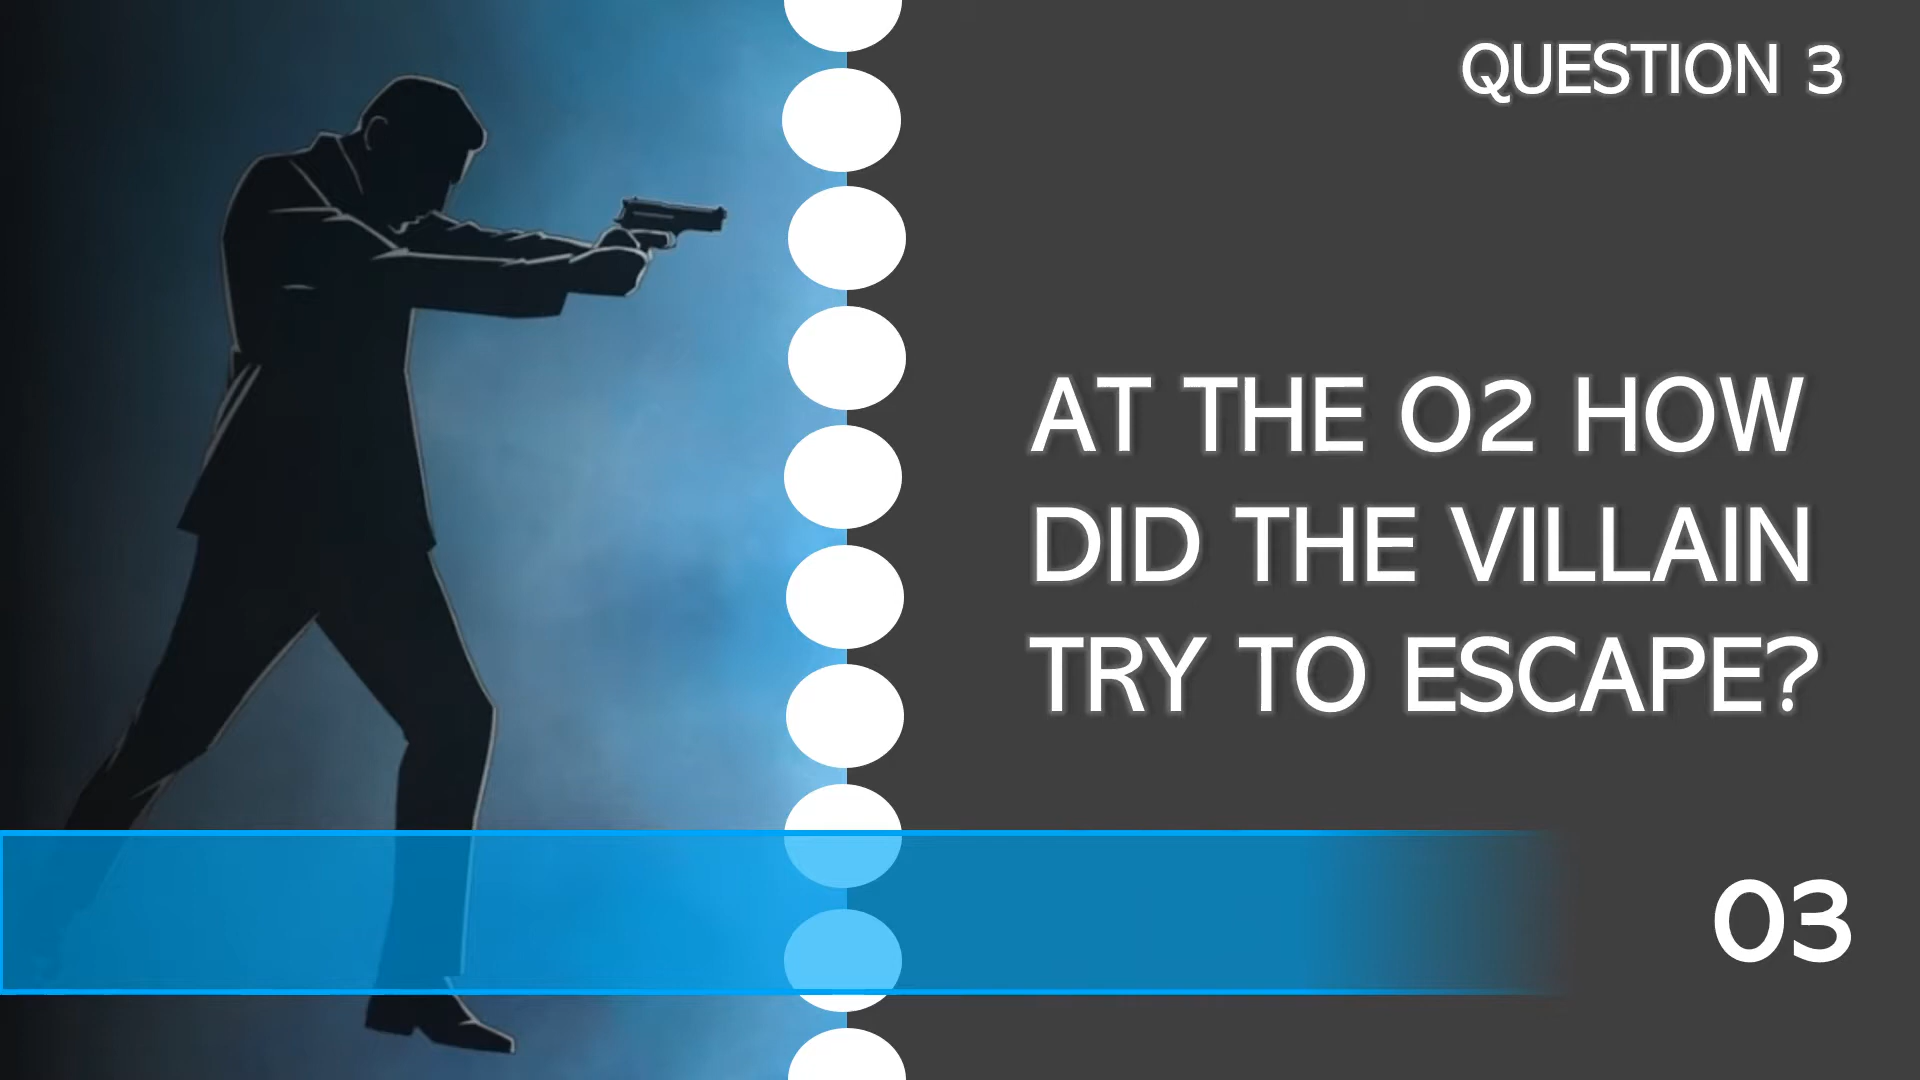 QUESTION 3
AT THE O2 HOW
DID THE VILLAIN
TRY TO ESCAPE?
03